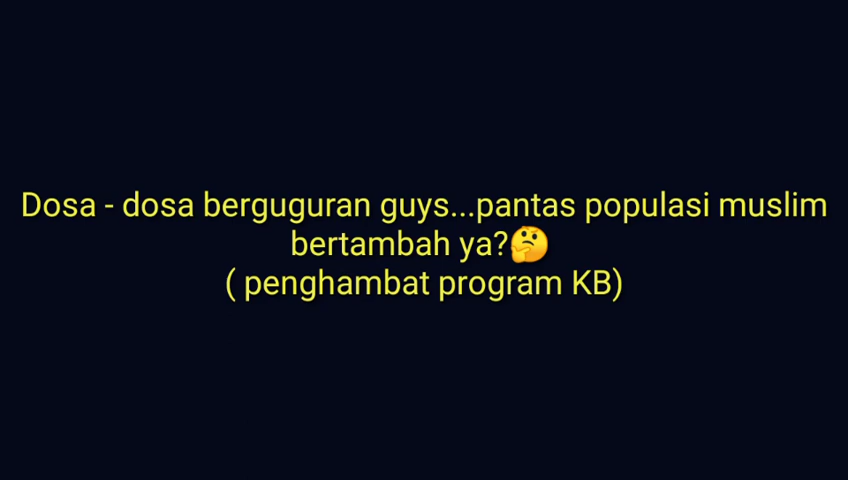 Dosa - dosa berguguran guys...pantas populasi muslim
bertambah ya?🤔
( penghambat program KB)